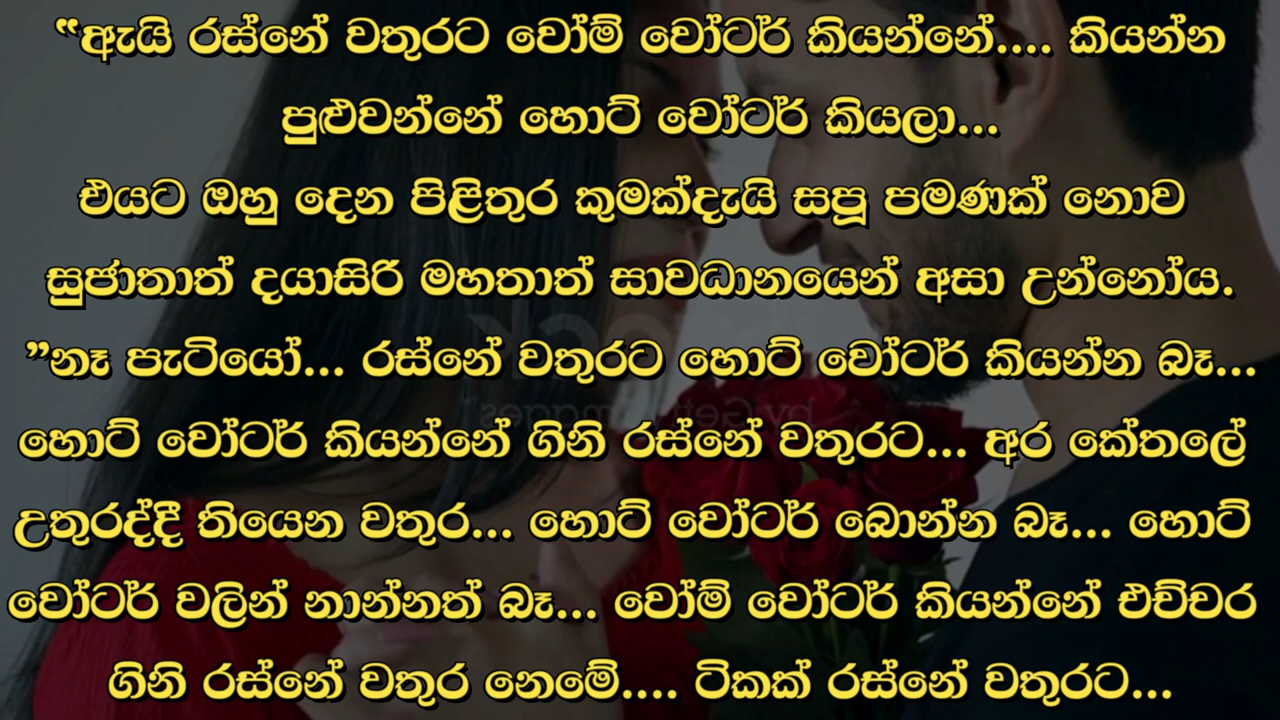 “ඇයි රස්නේ වතුරට වෝම් වෝටර් කියන්නේ.... කියන්න
පුළුවන්නේ හොට් වෝටර් කියලා...
එයට ඔහු දෙන පිළිතුර කුමක්දැයි සපූ පමණක් නොව
සුජාතාත් දයාසිරි මහතාත් සාවධානයෙන් අසා උන්නෝය.
”නෑ පැටියෝ... රස්නේ වතුරට හොට් වෝටර් කියන්න බෑ...
හොට් වෝටර් කියන්නේ ගිනි රස්නේ වතුරට... අර කේතලේ
උතුරද්දී තියෙන වතුර... හොට් වෝටර් බොන්න බෑ... හොට්
වෝටර් වලින් නාන්නත් බෑ... වෝම් වෝටර් කියන්නේ එච්චර
ගිනි රස්නේ වතුර නෙමේ.... ටිකක් රස්නේ වතුරට...